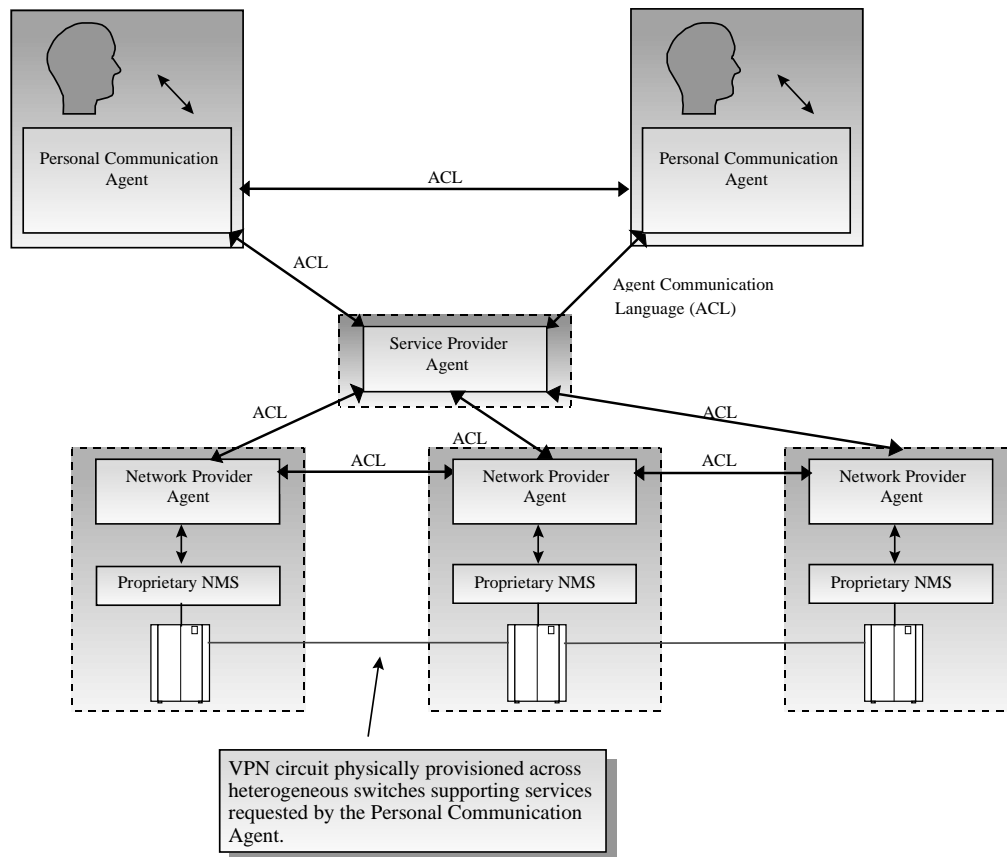 Personal Communication
Agent
Personal Communication
Agent
ACL
ACL
Agent Communication
Language (ACL)
Service Provider
Agent
ACL
ACL
ACL
Network Provider
Agent
ACL
Network Provider
Agent
ACL
Network Provider
Agent
Proprietary NMS
Proprietary NMS
Proprietary NMS
VPN circuit physically provisioned across
heterogeneous switches supporting services
requested by the Personal Communication
Agent.